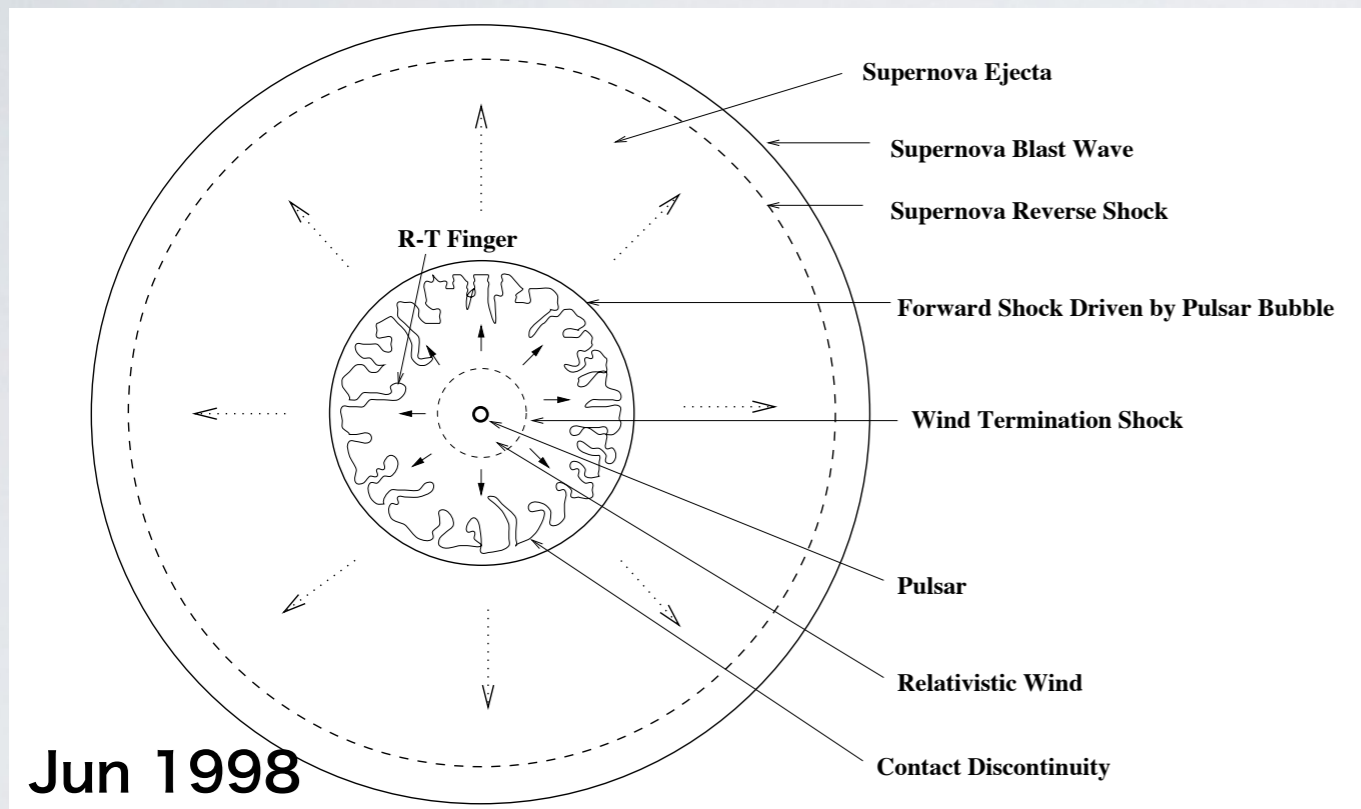 Supernova Ejecta
Supernova Blast Wave
Supernova Reverse Shock
R-T Finger
Forward Shock Driven by Pulsar Bubble
Wind Termination Shock
Pulsar
Relativistic Wind
Contact Discontinuity
Jun 1998